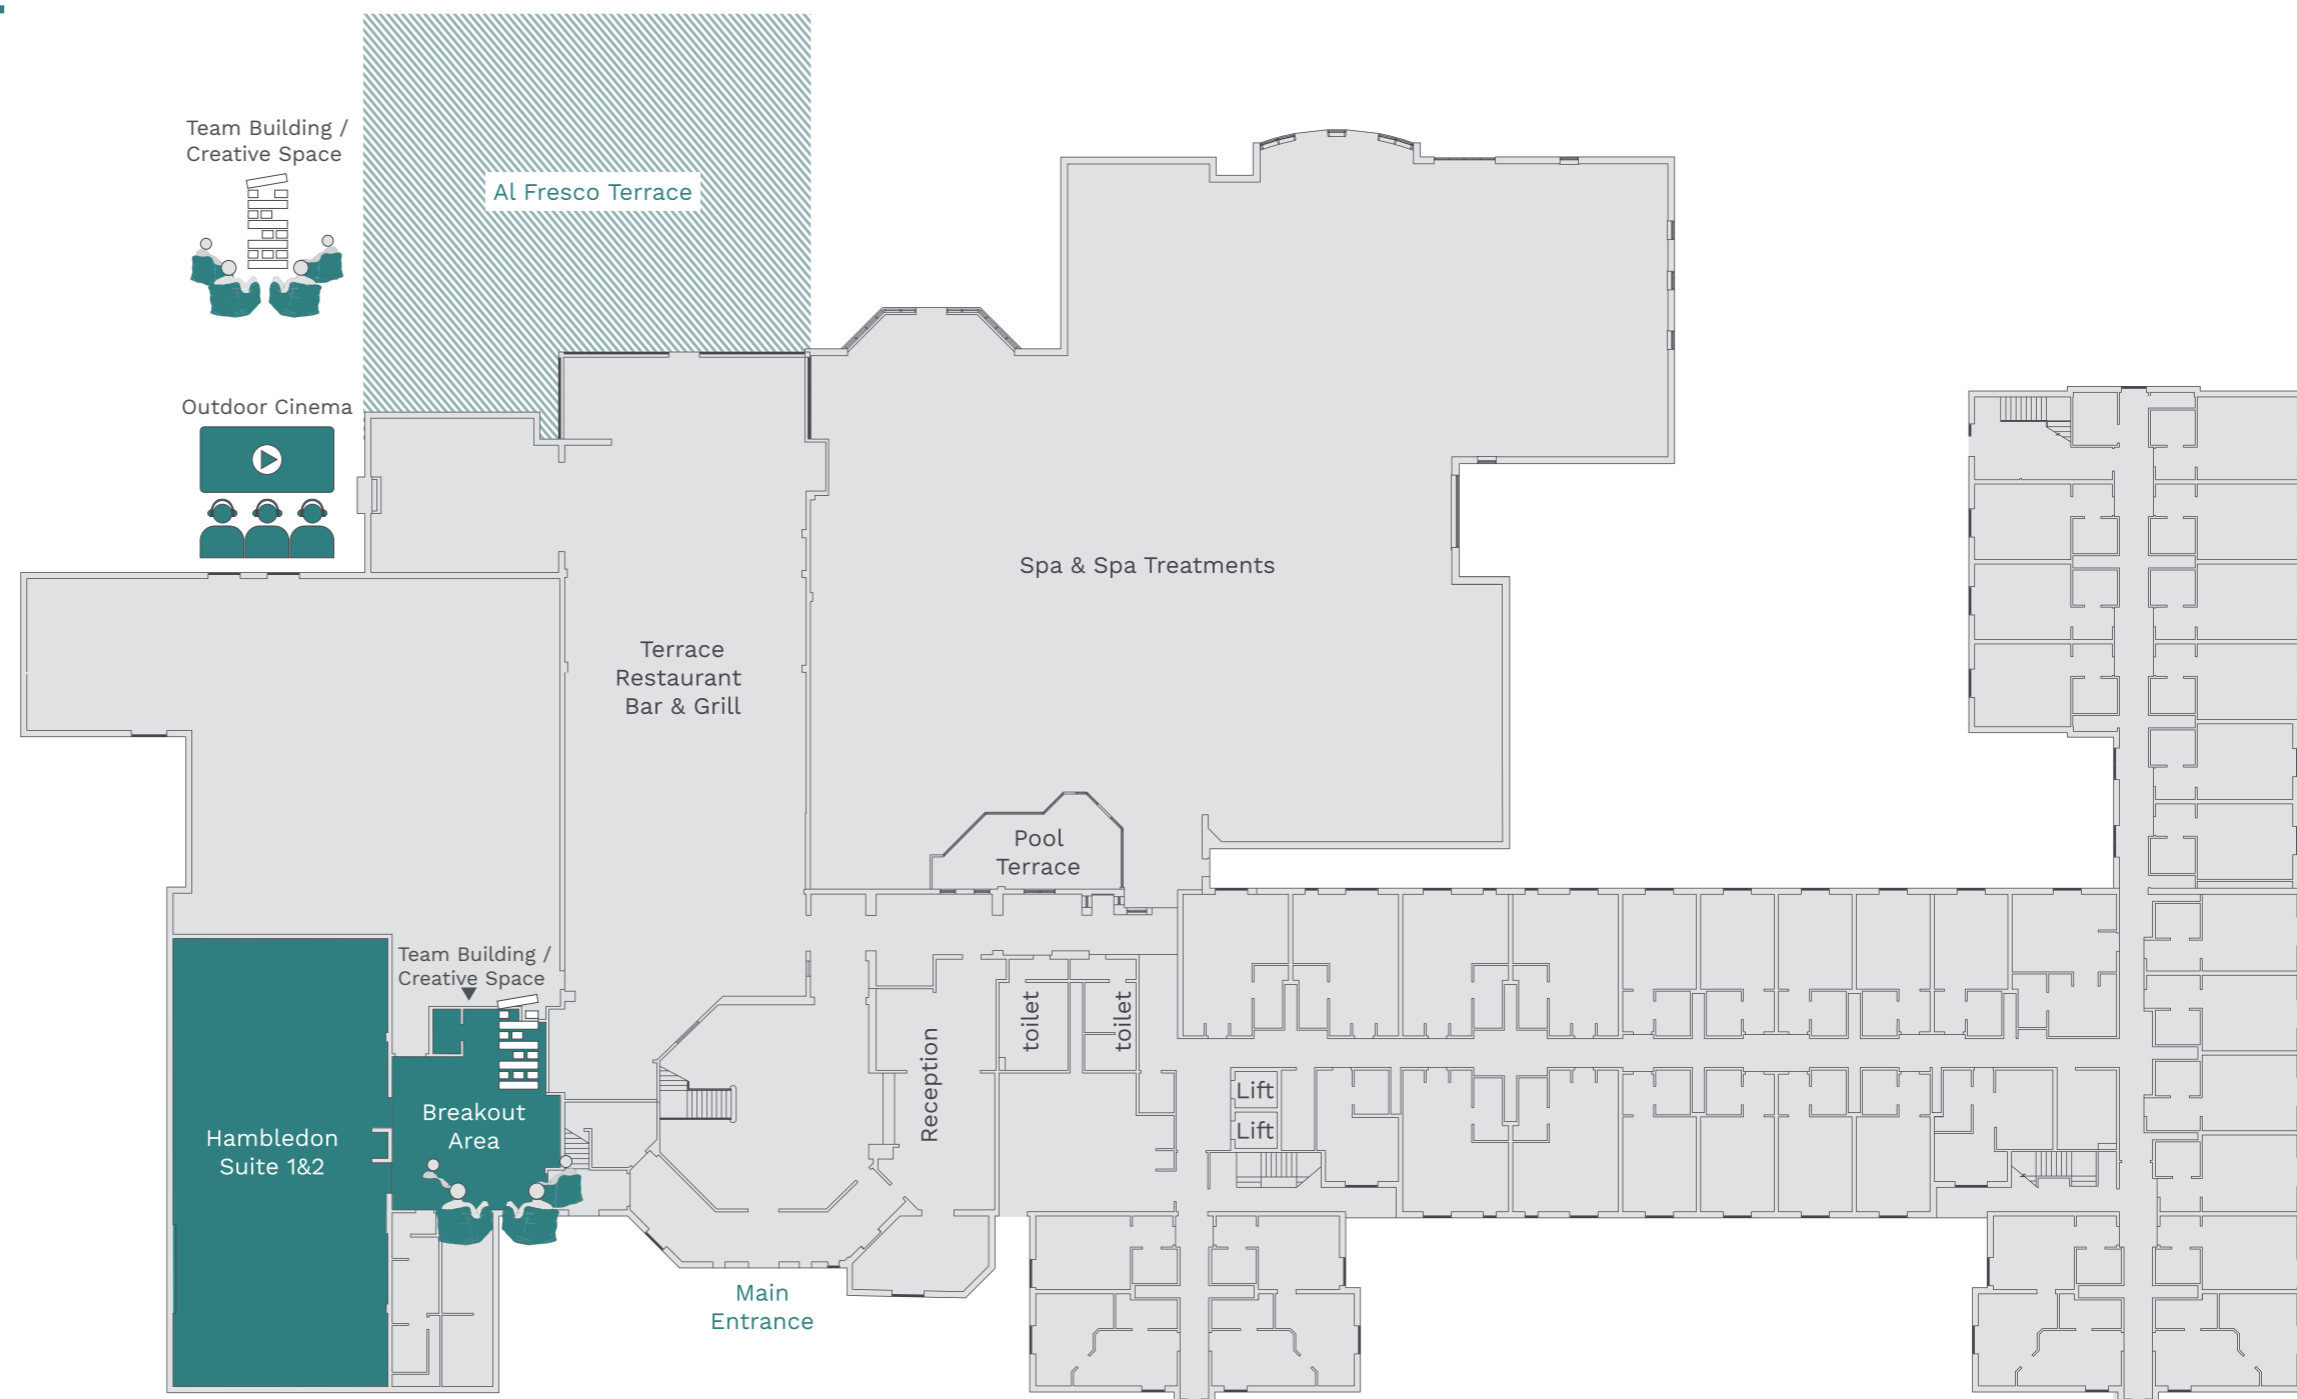 Team Building /
Creative Space
Al Fresco Terrace
Outdoor Cinema
Spa & Spa Treatments
Terrace
Restaurant
Bar & Grill
Pool
Terrace
Team Building /
Creative Space
toilet
toilet
Reception
Lift
Lift
Breakout
Area
Hambledon
Suite 1&2
Main
Entrance